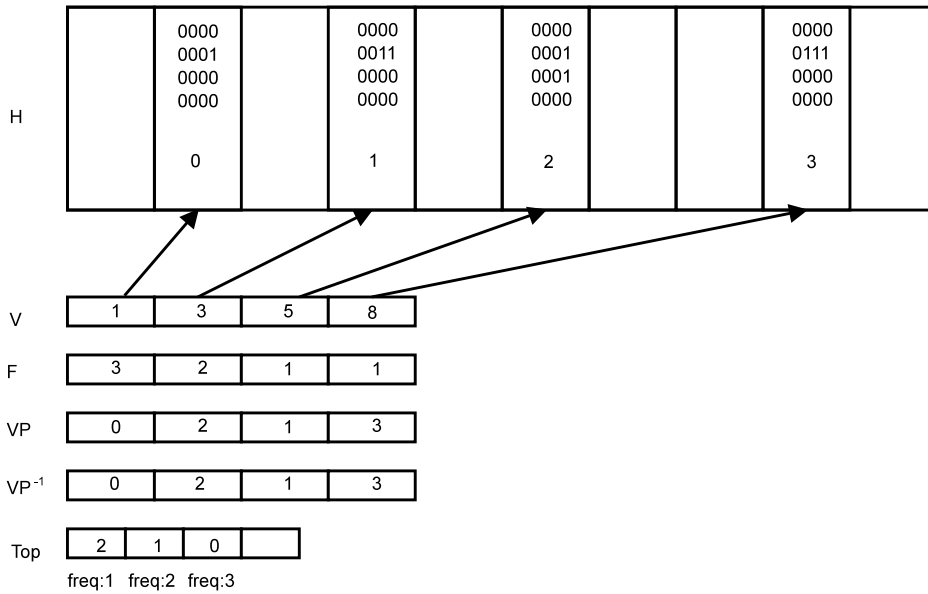 0000 0000 0000 0000
0001 0011 0001 0111
0000 0000 0001 0000
0000 0000 0000 0000
H
0 1 2 3
V 1 3 5 8
F 3 2 1 1
VP 0 2 1 3
VP⁻¹ 0 2 1 3
Top 2 1 0
freq:1 freq:2 freq:3